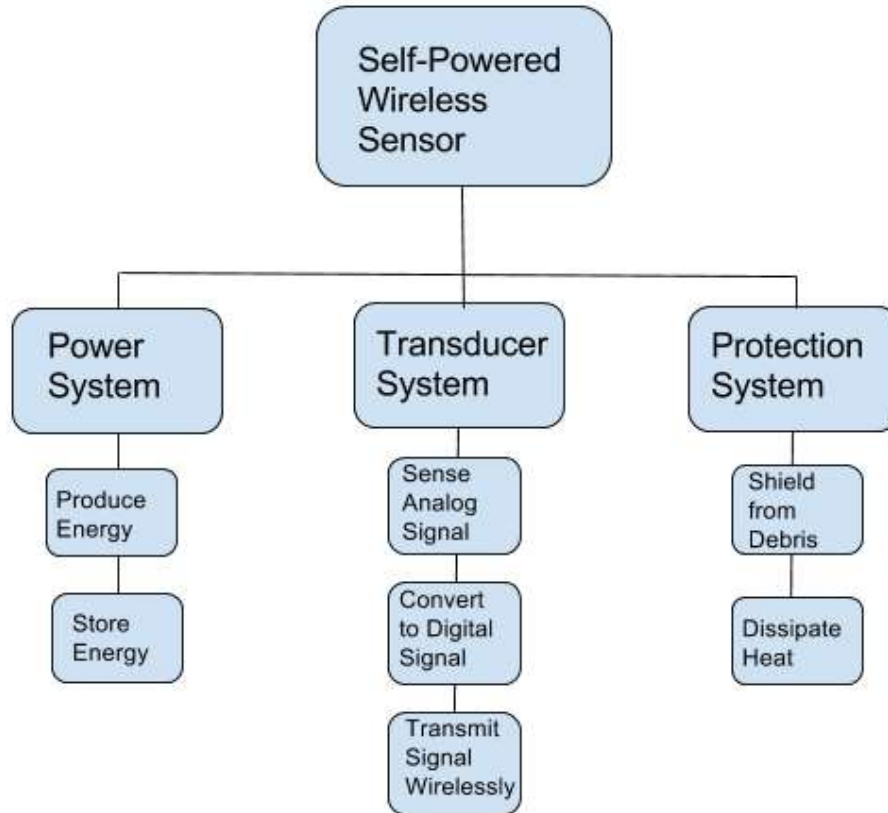 Self-Powered
Wireless
Sensor
Power
System
Transducer
System
Protection
System
Produce
Energy
Sense
Analog
Signal
Shield
from
Debris
Store
Energy
Convert
to Digital
Signal
Dissipate
Heat
Transmit
Signal
Wirelessly